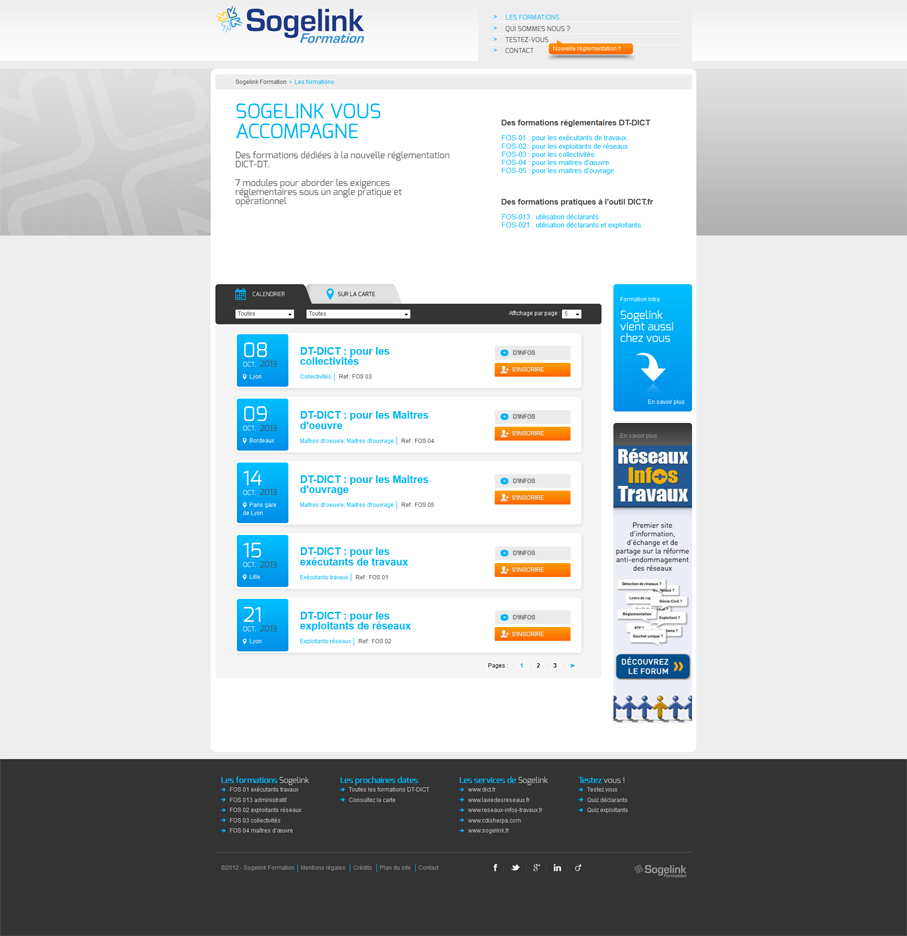 Sogelink
Formation
> LES FORMATIONS
> QUI SOMMES NOUS ?
> TESTEZ-VOUS
Nouvelle réglementation !!
> CONTACT
Sogelink Formation > Les formations
SOGELINK VOUS
ACCOMPAGNE
Des formations dédiées à la nouvelle réglementation
DICT-DT.
7 modules pour aborder les exigences
réglementaires sous un angle pratique et
opérationnel
Des formations réglementaires DT-DICT
FOS-01 : pour les exécutants de travaux
FOS-02 : pour les exploitants de réseaux
FOS-03 : pour les collectivités
FOS-04 : pour les maitres d'œuvre
FOS-05 : pour les maitres d'ouvrage
Des formations pratiques à l'outil DICT.fr
FOS-013 : utilisation déclarants
FOS-021 : utilisation déclarants et exploitants
CALENDRIER
SUR LA CARTE
Toutes
Toutes
Affichage par page : 5
08
OCT. 2013
Lyon
DT-DICT : pour les
collectivités
Collectivités | Ref : FOS 03
D'INFOS
S'INSCRIRE
09
OCT. 2013
Bordeaux
DT-DICT : pour les Maitres
d'oeuvre
Maîtres d'oeuvre, Maitres d'ouvrage | Ref : FOS 04
D'INFOS
S'INSCRIRE
14
OCT. 2013
Paris gare
de Lyon
DT-DICT : pour les Maitres
d'ouvrage
Maîtres d'oeuvre, Maitres d'ouvrage | Ref : FOS 05
D'INFOS
S'INSCRIRE
15
OCT. 2013
Lille
DT-DICT : pour les
exécutants de travaux
Exécutants travaux | Ref : FOS 01
D'INFOS
S'INSCRIRE
21
OCT. 2013
Lyon
DT-DICT : pour les
exploitants de réseaux
Exploitants réseaux | Ref : FOS 02
D'INFOS
S'INSCRIRE
Pages : 1 2 3
Formation Intra
Sogelink
vient aussi
chez vous
En savoir plus
En savoir plus
Réseaux
Infos
Travaux
Premier site
d'information,
d'échange et de
partage sur la réforme
anti-endommagement
des réseaux
Détection de réseaux ?
Génie Civil ?
Réglementation
Exploitant ?
BTP
Guichet unique ?
DÉCOUVREZ
LE FORUM
Les formations Sogelink
FOS 01 exécutants travaux
FOS 013 administratif
FOS 02 exploitants réseaux
FOS 03 collectivités
FOS 04 maîtres d'œuvre
Les prochaines dates
Toutes les formations DT-DICT
Consultez la carte
Les services de Sogelink
www.dict.fr
www.laviedesreseaux.fr
www.reseaux-infos-travaux.fr
www.cdisherpa.com
www.sogelink.fr
Testez vous !
Testez vous
Quiz déclarants
Quiz exploitants
©2012 - Sogelink Formation | Mentions légales | Crédits | Plan du site | Contact
Sogelink
Formation